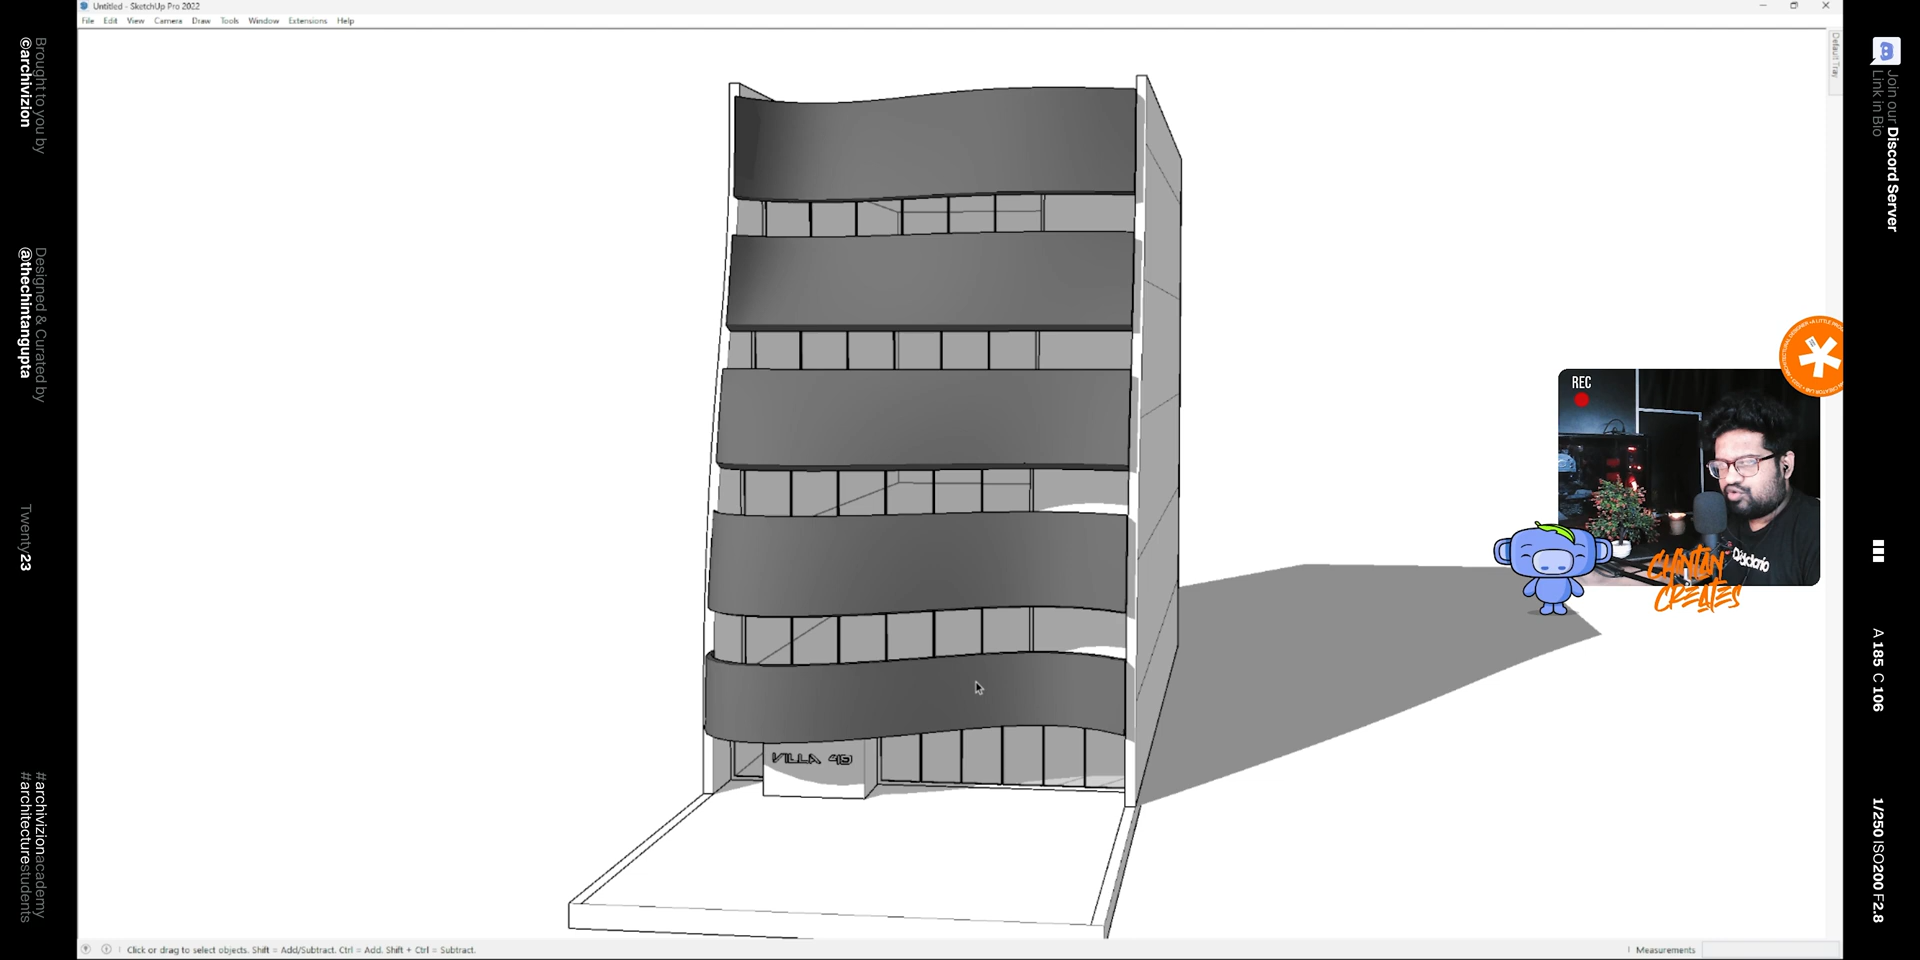 Untitled - SketchUp Pro 2022
File Edit View Camera Draw Tools Window Extensions Help
Default Tray
Brought to you by
©archivizion
Designed & Curated by
@thechintangupta
Twenty23
#archivizionacademy
#architecturestudents
Join our Discord Server
Link in Bio
REC
D'Addario
CHINTAN
CREATES
A 185 C 106
1/250 ISO200 F2.8
VILLA 49
Click or drag to select objects. Shift = Add/Subtract. Ctrl = Add. Shift + Ctrl = Subtract.
Measurements